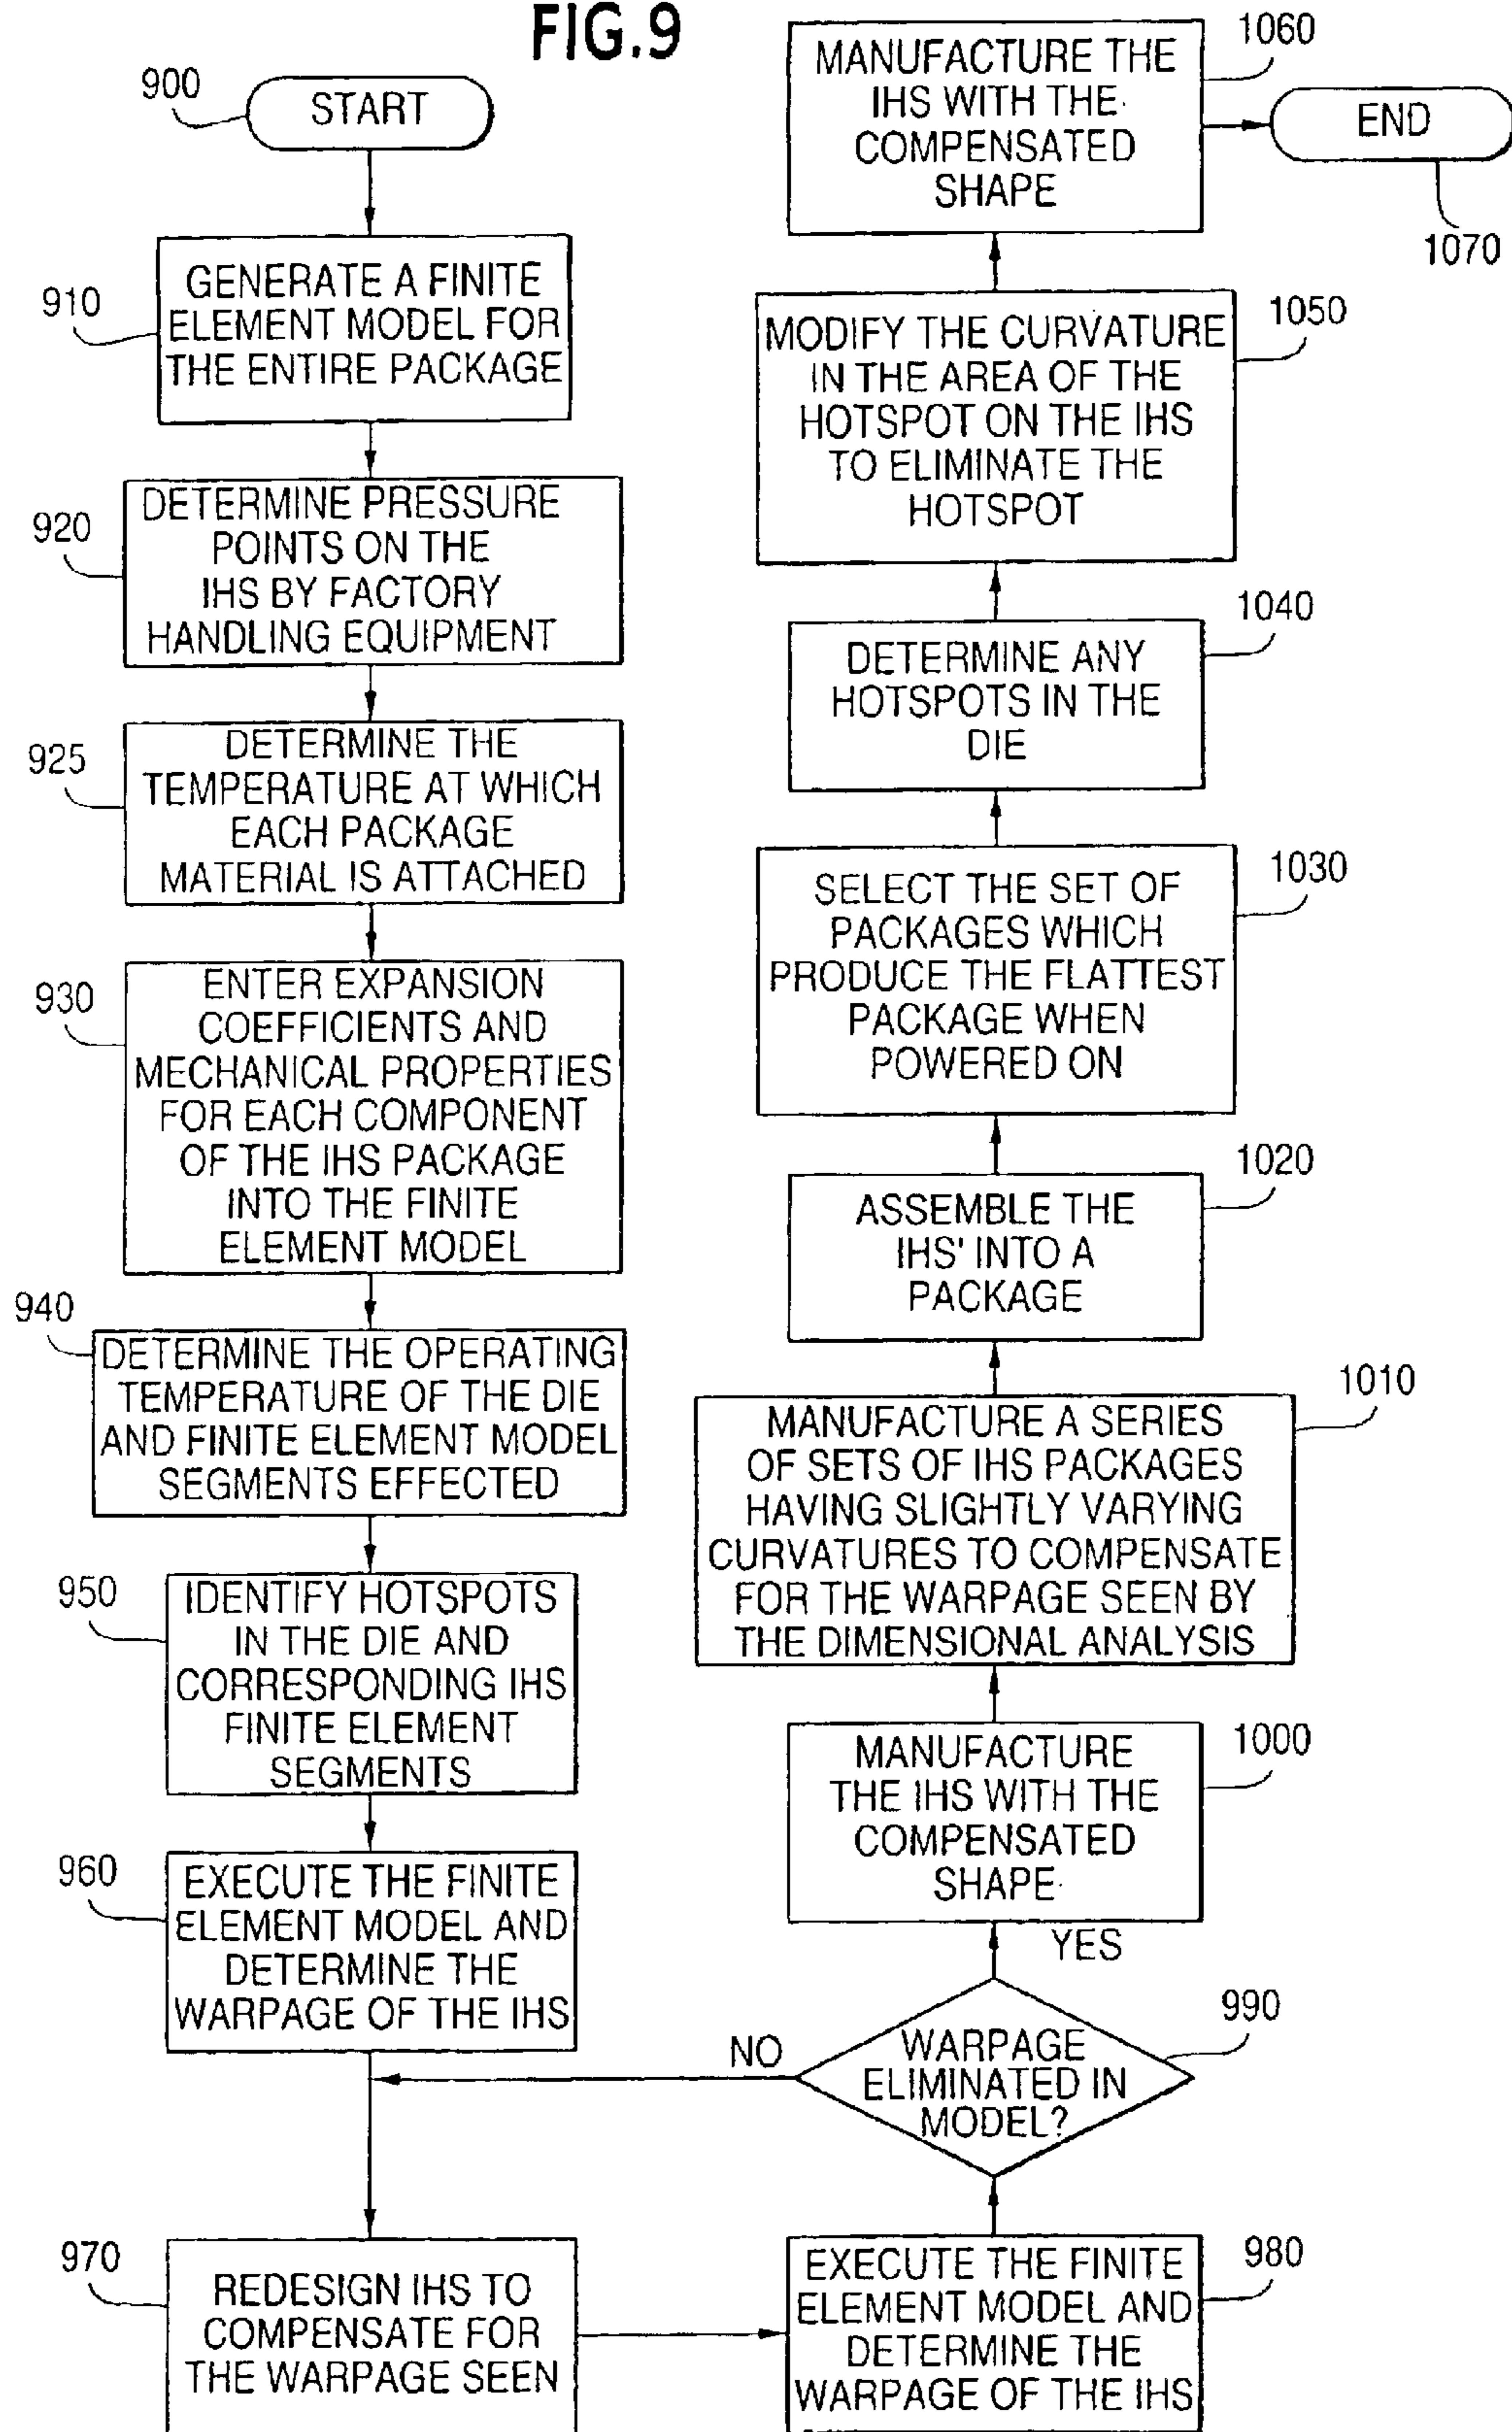 FIG.9
900
START
910
GENERATE A FINITE
ELEMENT MODEL FOR
THE ENTIRE PACKAGE
920
DETERMINE PRESSURE
POINTS ON THE
IHS BY FACTORY
HANDLING EQUIPMENT
925
DETERMINE THE
TEMPERATURE AT WHICH
EACH PACKAGE
MATERIAL IS ATTACHED
930
ENTER EXPANSION
COEFFICIENTS AND
MECHANICAL PROPERTIES
FOR EACH COMPONENT
OF THE IHS PACKAGE
INTO THE FINITE
ELEMENT MODEL
940
DETERMINE THE OPERATING
TEMPERATURE OF THE DIE
AND FINITE ELEMENT MODEL
SEGMENTS EFFECTED
950
IDENTIFY HOTSPOTS
IN THE DIE AND
CORRESPONDING IHS
FINITE ELEMENT
SEGMENTS
960
EXECUTE THE FINITE
ELEMENT MODEL AND
DETERMINE THE
WARPAGE OF THE IHS
970
REDESIGN IHS TO
COMPENSATE FOR
THE WARPAGE SEEN
980
EXECUTE THE FINITE
ELEMENT MODEL AND
DETERMINE THE
WARPAGE OF THE IHS
990
WARPAGE
ELIMINATED IN
MODEL?
NO
YES
1000
MANUFACTURE
THE IHS WITH THE
COMPENSATED
SHAPE
1010
MANUFACTURE A SERIES
OF SETS OF IHS PACKAGES
HAVING SLIGHTLY VARYING
CURVATURES TO COMPENSATE
FOR THE WARPAGE SEEN BY
THE DIMENSIONAL ANALYSIS
1020
ASSEMBLE THE
IHS' INTO A
PACKAGE
1030
SELECT THE SET OF
PACKAGES WHICH
PRODUCE THE FLATTEST
PACKAGE WHEN
POWERED ON
1040
DETERMINE ANY
HOTSPOTS IN THE
DIE
1050
MODIFY THE CURVATURE
IN THE AREA OF THE
HOTSPOT ON THE IHS
TO ELIMINATE THE
HOTSPOT
1060
MANUFACTURE THE
IHS WITH THE
COMPENSATED
SHAPE
END
1070